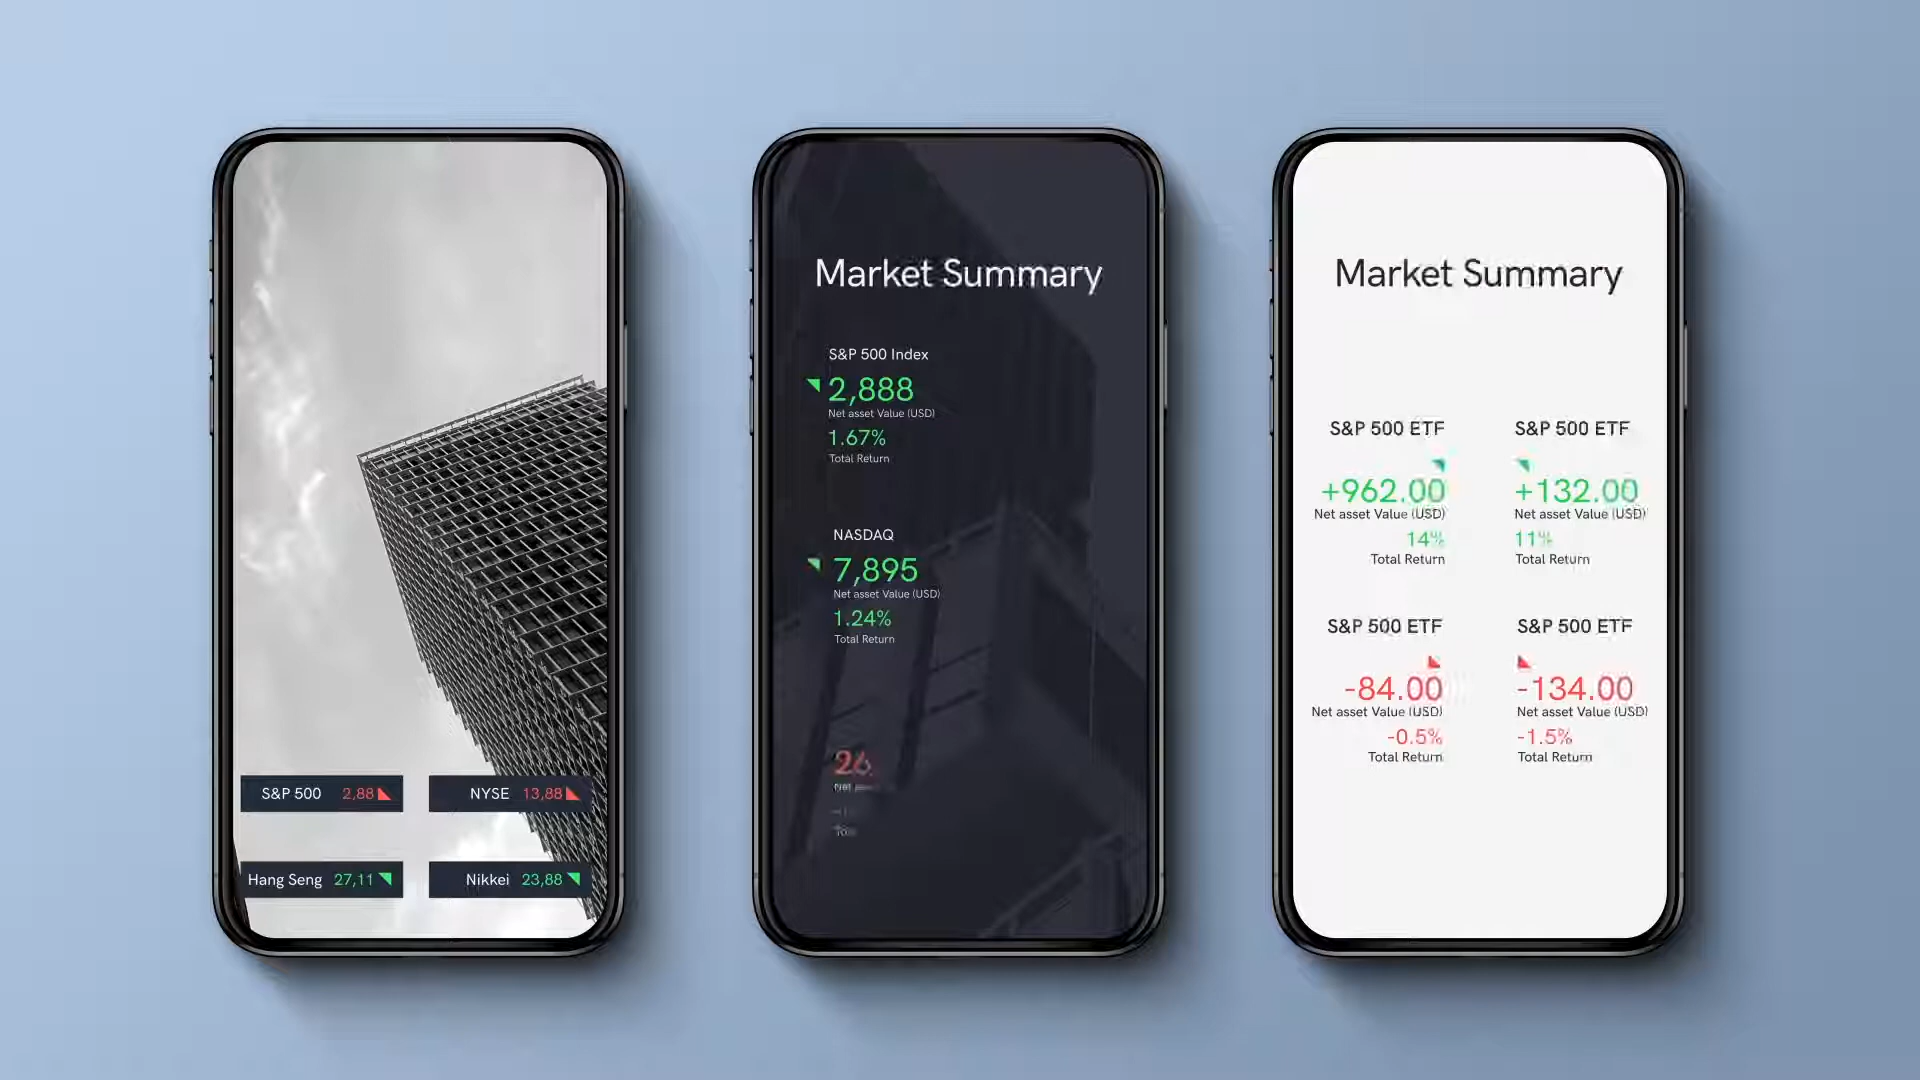 S&P 500 2,88
NYSE 13,88
Hang Seng 27,11
Nikkei 23,88
Market Summary
S&P 500 Index
2,888
Net asset Value (USD)
1.67%
Total Return
NASDAQ
7,895
Net asset Value (USD)
1.24%
Total Return
26
Net
Market Summary
S&P 500 ETF
+962.00
Net asset Value (USD)
14%
Total Return
S&P 500 ETF
+132.00
Net asset Value (USD)
11%
Total Return
S&P 500 ETF
-84.00
Net asset Value (USD)
-0.5%
Total Return
S&P 500 ETF
-134.00
Net asset Value (USD)
-1.5%
Total Return